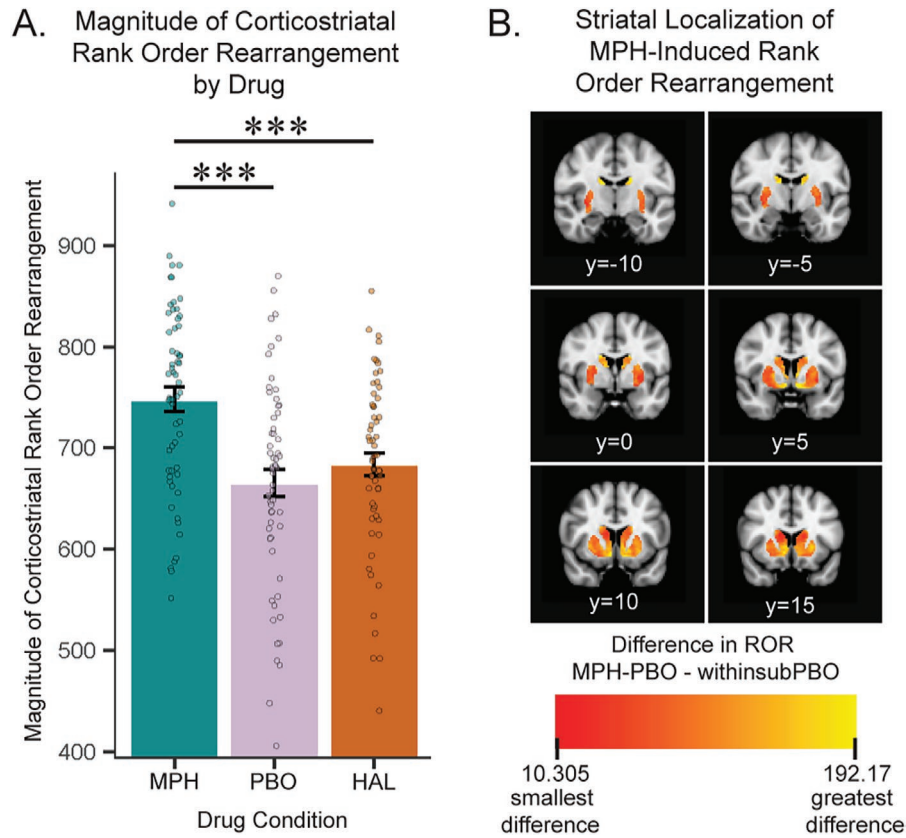 A.
Magnitude of Corticostriatal
Rank Order Rearrangement
by Drug
***
***
Magnitude of Corticostriatal Rank Order Rearrangement
900
800
700
600
500
400
MPH
PBO
HAL
Drug Condition
B.
Striatal Localization of
MPH-Induced Rank
Order Rearrangement
y=-10
y=-5
y=0
y=5
y=10
y=15
Difference in ROR
MPH-PBO - withinsubPBO
10.305
smallest
difference
192.17
greatest
difference